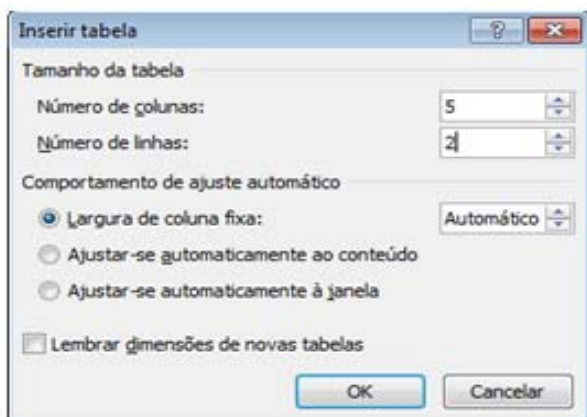 Inserir tabela
Tamanho da tabela
Número de colunas: 5
Número de linhas: 2
Comportamento de ajuste automático
Largura de coluna fixa: Automático
Ajustar-se automaticamente ao conteúdo
Ajustar-se automaticamente à janela
Lembrar dimensões de novas tabelas
OK Cancelar